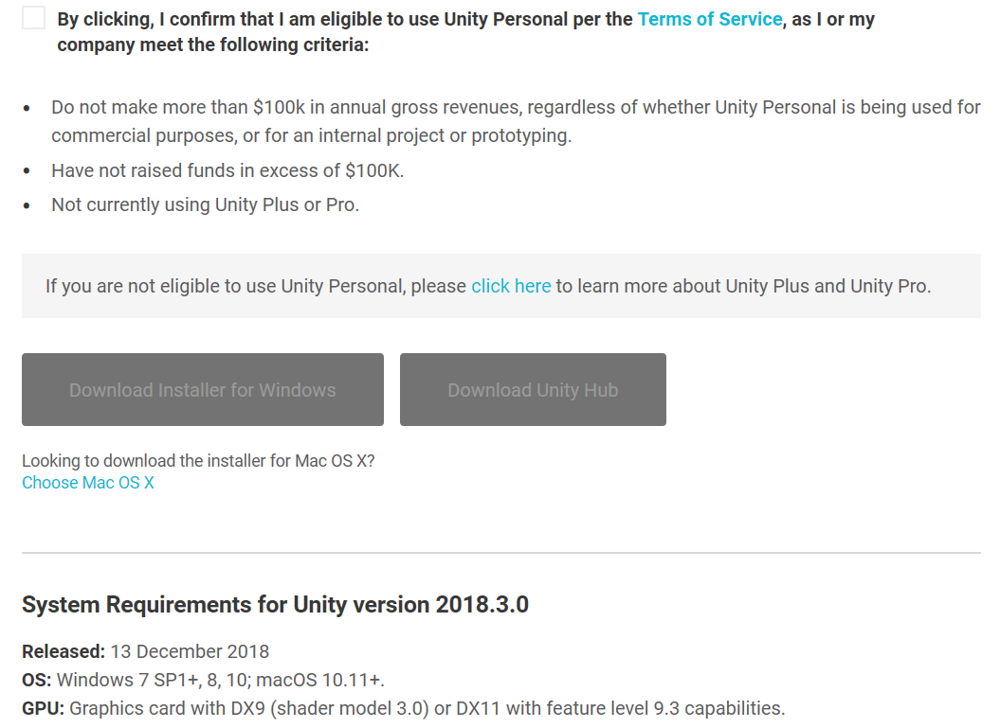 By clicking, I confirm that I am eligible to use Unity Personal per the Terms of Service, as I or my
company meet the following criteria:
Do not make more than $100k in annual gross revenues, regardless of whether Unity Personal is being used for
commercial purposes, or for an internal project or prototyping.
Have not raised funds in excess of $100K.
Not currently using Unity Plus or Pro.
If you are not eligible to use Unity Personal, please click here to learn more about Unity Plus and Unity Pro.
Download Installer for Windows
Download Unity Hub
Looking to download the installer for Mac OS X?
Choose Mac OS X
System Requirements for Unity version 2018.3.0
Released: 13 December 2018
OS: Windows 7 SP1+, 8, 10; macOS 10.11+.
GPU: Graphics card with DX9 (shader model 3.0) or DX11 with feature level 9.3 capabilities.